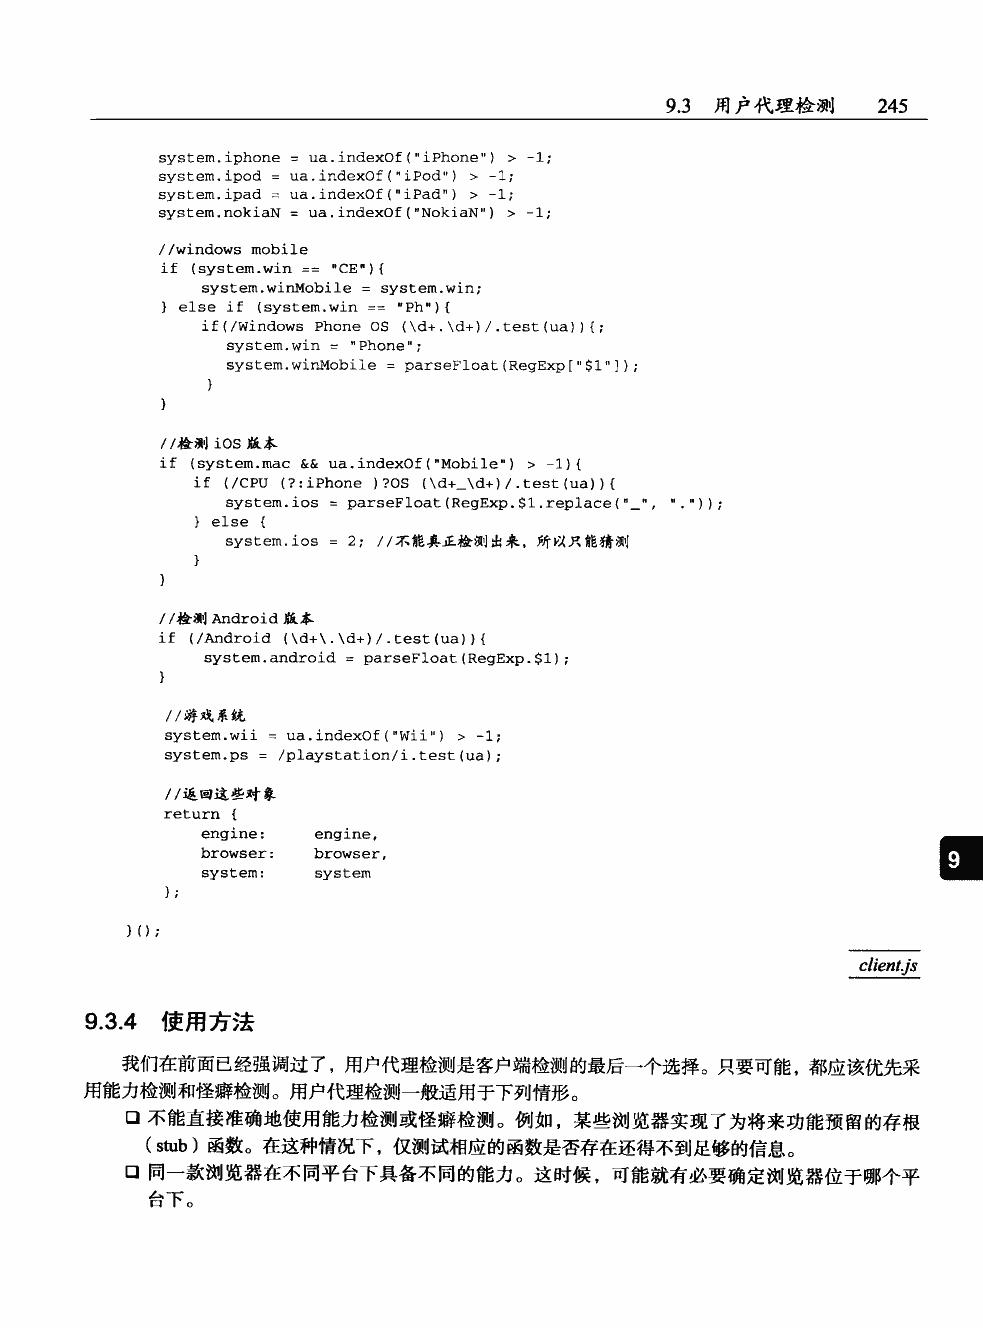 9.3 用户代理检测 245
system.iphone = ua.indexOf("iPhone") > -1;
system.ipod = ua.indexOf("iPod") > -1;
system.ipad = ua.indexOf("iPad") > -1;
system.nokiaN = ua.indexOf("NokiaN") > -1;
//windows mobile
if (system.win == "CE"){
system.winMobile = system.win;
} else if (system.win == "Ph"){
if(/Windows Phone OS (\d+.\d+)/.test(ua)){;
system.win = "Phone";
system.winMobile = parseFloat(RegExp["$1"]);
}
}
//检测 iOS 版本
if (system.mac && ua.indexOf("Mobile") > -1){
if (/CPU (?:iPhone )?OS (\d+_\d+)/.test(ua)){
system.ios = parseFloat(RegExp.$1.replace("_", "."));
} else {
system.ios = 2; //不能真正检测出来，所以只能猜测
}
}
//检测 Android 版本
if (/Android (\d+\.\d+)/.test(ua)){
system.android = parseFloat(RegExp.$1);
}
//游戏系统
system.wii = ua.indexOf("Wii") > -1;
system.ps = /playstation/i.test(ua);
//返回这些对象
return {
engine: engine,
browser: browser,
system: system
};
}();
9
client.js
9.3.4 使用方法
我们在前面已经强调过了，用户代理检测是客户端检测的最后一个选择。只要可能，都应该优先采
用能力检测和怪癖检测。用户代理检测一般适用于下列情形。
❑ 不能直接准确地使用能力检测或怪癖检测。例如，某些浏览器实现了为将来功能预留的存根
（stub）函数。在这种情况下，仅测试相应的函数是否存在还得不到足够的信息。
❑ 同一款浏览器在不同平台下具备不同的能力。这时候，可能就有必要确定浏览器位于哪个平
台下。